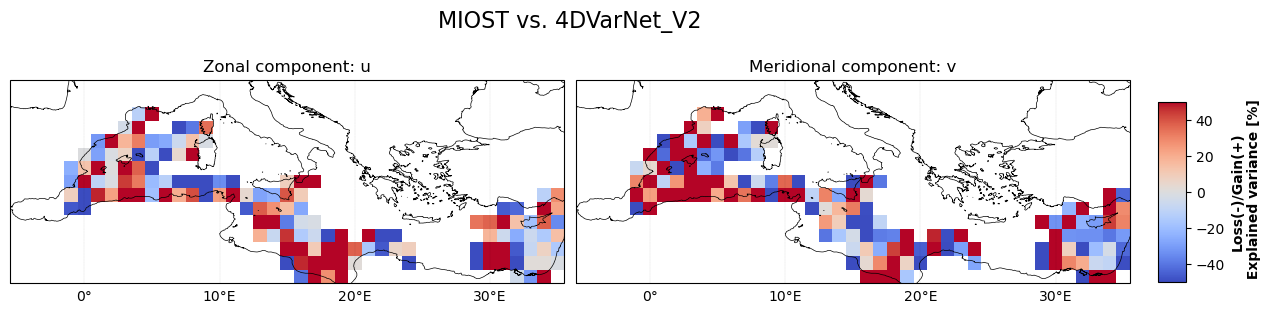 MIOST vs. 4DVarNet_V2
Zonal component: u
Meridional component: v
0°
10°E
20°E
30°E
0°
10°E
20°E
30°E
40
20
0
−20
−40
Loss(-)/Gain(+)
Explained variance [%]